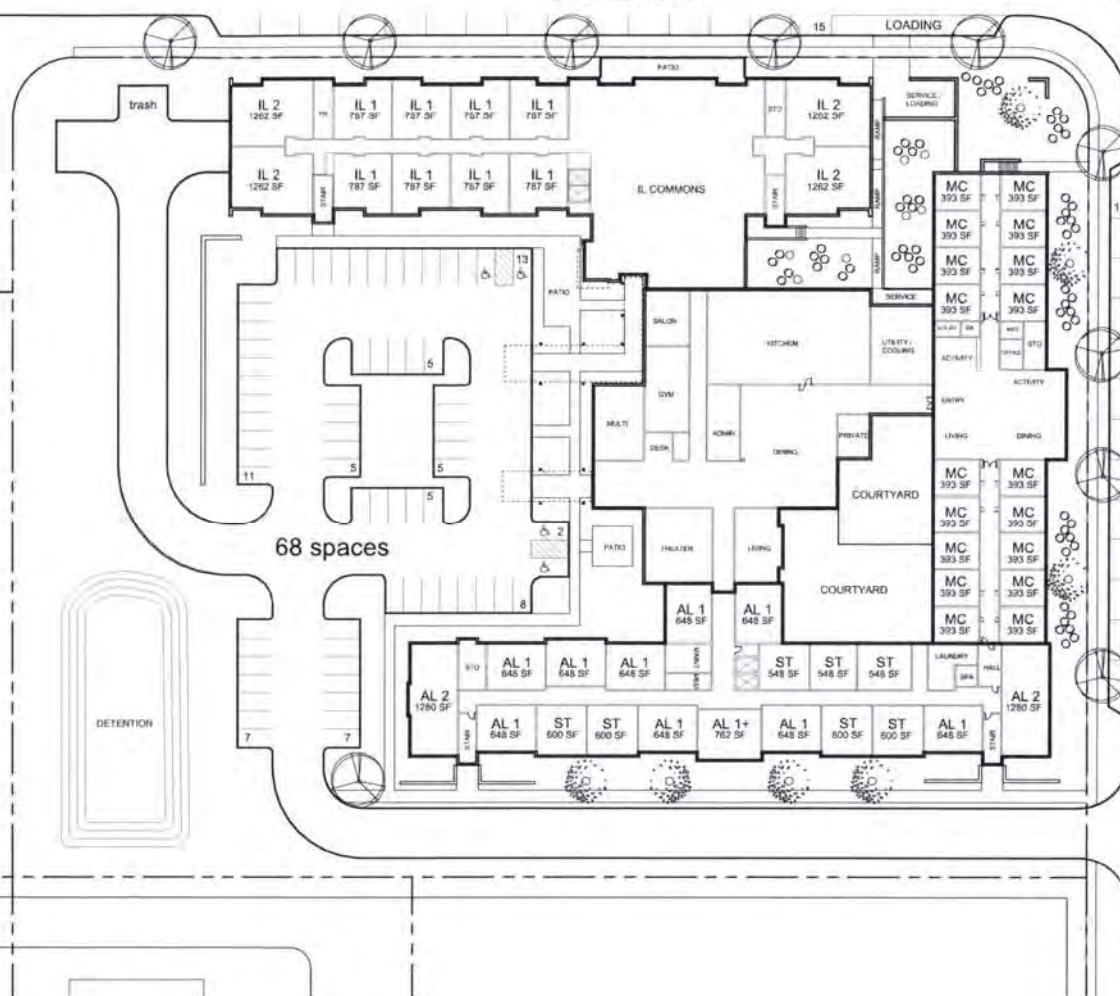 15
LOADING
trash
PATIO
IL 2
1262 SF
IL 1
787 SF
IL 1
787 SF
IL 1
787 SF
IL 1
787 SF
STO
IL 2
1262 SF
SERVICE /
LOADING
RAMP
IL 2
1262 SF
STAIR
IL 1
787 SF
IL 1
787 SF
IL 1
787 SF
IL 1
787 SF
IL COMMONS
STAIR
IL 2
1262 SF
RAMP
RAMP
SERVICE
MC
393 SF
MC
393 SF
MC
393 SF
MC
393 SF
MC
393 SF
MC
393 SF
MC
393 SF
MC
393 SF
13
PATIO
SALON
KITCHEN
UTILITY /
COOLING
STO
ACTIVITY
ACTIVITY
ENTRY
LIVING
DINING
5
GYM
MULTI
DESK
ADMIN
DINING
PRIVATE
COURTYARD
11
5
5
5
2
68 spaces
PATIO
THEATER
LIVING
COURTYARD
MC
393 SF
MC
393 SF
MC
393 SF
MC
393 SF
MC
393 SF
MC
393 SF
MC
393 SF
MC
393 SF
MC
393 SF
MC
393 SF
8
AL 1
648 SF
AL 1
648 SF
AL 2
1280 SF
STO
AL 1
648 SF
AL 1
648 SF
AL 1
648 SF
ST
548 SF
ST
548 SF
ST
548 SF
LAUNDRY
SPA
HALL
AL 2
1280 SF
STAIR
AL 1
648 SF
ST
600 SF
ST
600 SF
AL 1
648 SF
AL 1+
762 SF
AL 1
648 SF
ST
600 SF
ST
600 SF
AL 1
648 SF
STAIR
DETENTION
7
7